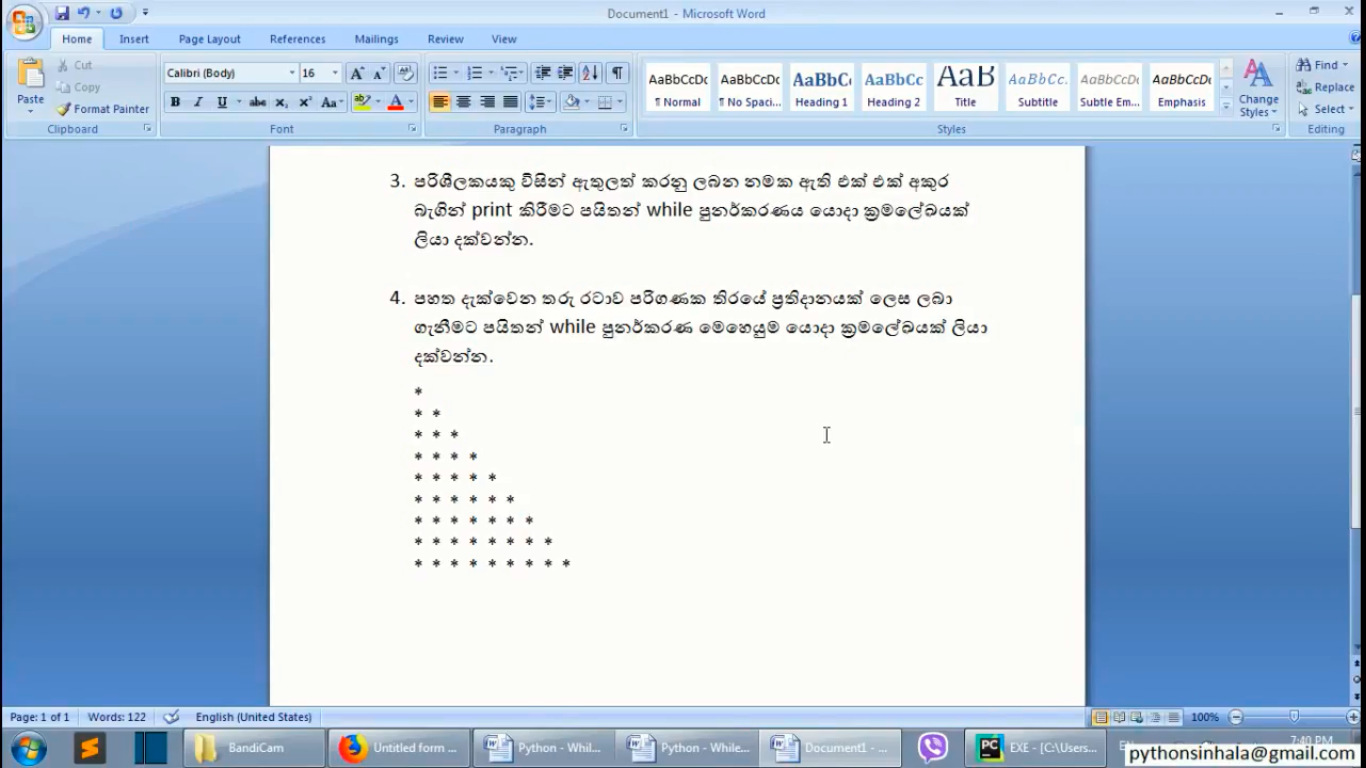 Document1 - Microsoft Word
Home Insert Page Layout References Mailings Review View
Cut
Copy
Format Painter
Paste
Calibri (Body) 16
AaBbCcDc AaBbCcDc AaBbCc AaBbCc AaB AaBbCc. AaBbCcDc AaBbCcDc
¶ Normal ¶ No Spaci... Heading 1 Heading 2 Title Subtitle Subtle Em... Emphasis
Change Styles
Find
Replace
Select
Clipboard Font Paragraph Styles Editing
3. පරිශීලකයකු විසින් ඇතුලත් කරනු ලබන නමක ඇති එක් එක් අකුර
බැගින් print කිරීමට පයිතන් while පුනර්කරණය යොදා ක්‍රමලේඛයක්
ලියා දක්වන්න.
4. පහත දැක්වෙන තරු රටාව පරිගණක තිරයේ ප්‍රතිදානයක් ලෙස ලබා
ගැනීමට පයිතන් while පුනර්කරණ මෙහෙයුම යොදා ක්‍රමලේඛයක් ලියා
දක්වන්න.
*
* *
* * *
* * * *
* * * * *
* * * * * *
* * * * * * *
* * * * * * * *
* * * * * * * * *
Page: 1 of 1 Words: 122 English (United States) 100%
BandiCam Untitled form ... Python - Whil... Python - While... Document1 - ... EXE - [C:\Users... 7:40 PM
pythonsinhala@gmail.com